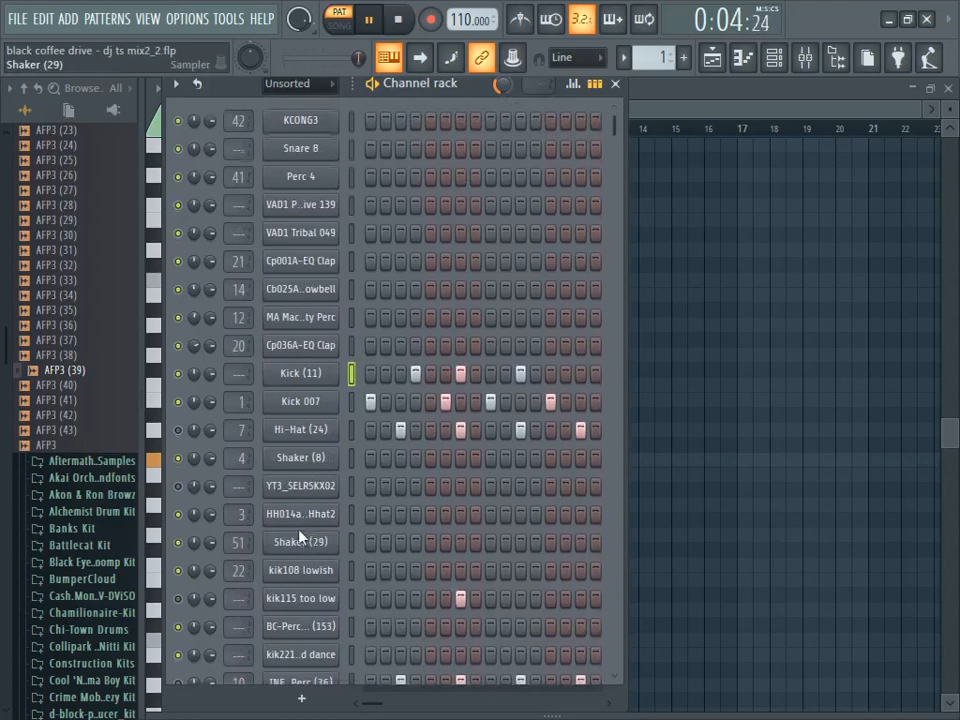 FILE EDIT ADD PATTERNS VIEW OPTIONS TOOLS HELP
PAT
SONG
110.000
3.2.
0:04:24
M:S:CS
black coffee drive - dj ts mix2_2.flp
Shaker (29)
Sampler
Line
1
Browse..
All
Unsorted
Channel rack
AFP3 (23)
AFP3 (24)
AFP3 (25)
AFP3 (26)
AFP3 (27)
AFP3 (28)
AFP3 (29)
AFP3 (30)
AFP3 (31)
AFP3 (32)
AFP3 (33)
AFP3 (34)
AFP3 (35)
AFP3 (36)
AFP3 (37)
AFP3 (38)
AFP3 (39)
AFP3 (40)
AFP3 (41)
AFP3 (42)
AFP3 (43)
AFP3
Aftermath..Samples
Akai Orch..ndfonts
Akon & Ron Browz
Alchemist Drum Kit
Banks Kit
Battlecat Kit
Black Eye..oomp Kit
BumperCloud
Cash.Mon..V-DViSO
Chamilionaire-Kit
Chi-Town Drums
Collipark ..Nitti Kit
Construction Kits
Cool 'N..ma Boy Kit
Crime Mob..ezy Kit
d-block-p..ucer_kit
42 KCONG3
--- Snare 8
41 Perc 4
--- VAD1 P..ive 139
--- VAD1 Tribal 049
21 Cp001A-EQ Clap
14 Cb025A..owbell
12 MA Mac..ty Perc
20 Cp036A-EQ Clap
--- Kick (11)
1 Kick 007
7 Hi-Hat (24)
4 Shaker (8)
--- YT3_SELRSKX02
3 HH014a..Hhat2
51 Shaker (29)
22 kik108 lowish
--- kik115 too low
--- BC-Perc... (153)
--- kik221..d dance
10 INF_Perc (36)
+
14 15 16 17 18 19 20 21 22 23